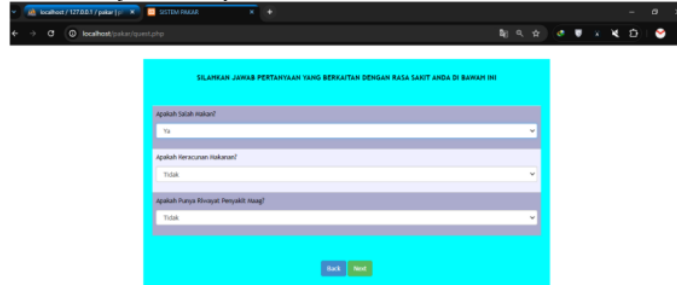 localhost / 127.0.0.1 / pakar | p
SISTEM PAKAR
localhost/pakar/quest.php
SILAHKAN JAWAB PERTANYAAN YANG BERKAITAN DENGAN RASA SAKIT ANDA DI BAWAH INI
Apakah Salah Makan?
Ya
Apakah Keracunan Makanan?
Tidak
Apakah Punya Riwayat Penyakit Maag?
Tidak
Back Next